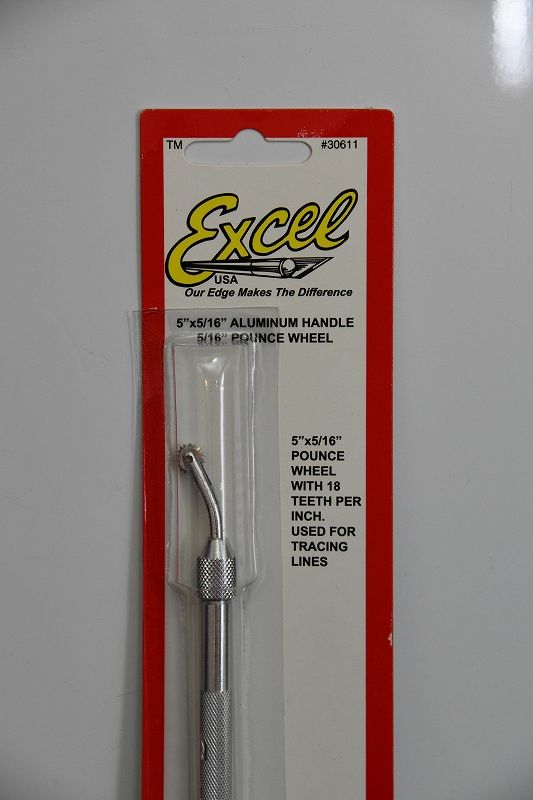 TM
#30611
Excel
USA
Our Edge Makes The Difference
5"x5/16" ALUMINUM HANDLE
5/16" POUNCE WHEEL
5"x5/16"
POUNCE
WHEEL
WITH 18
TEETH PER
INCH.
USED FOR
TRACING
LINES